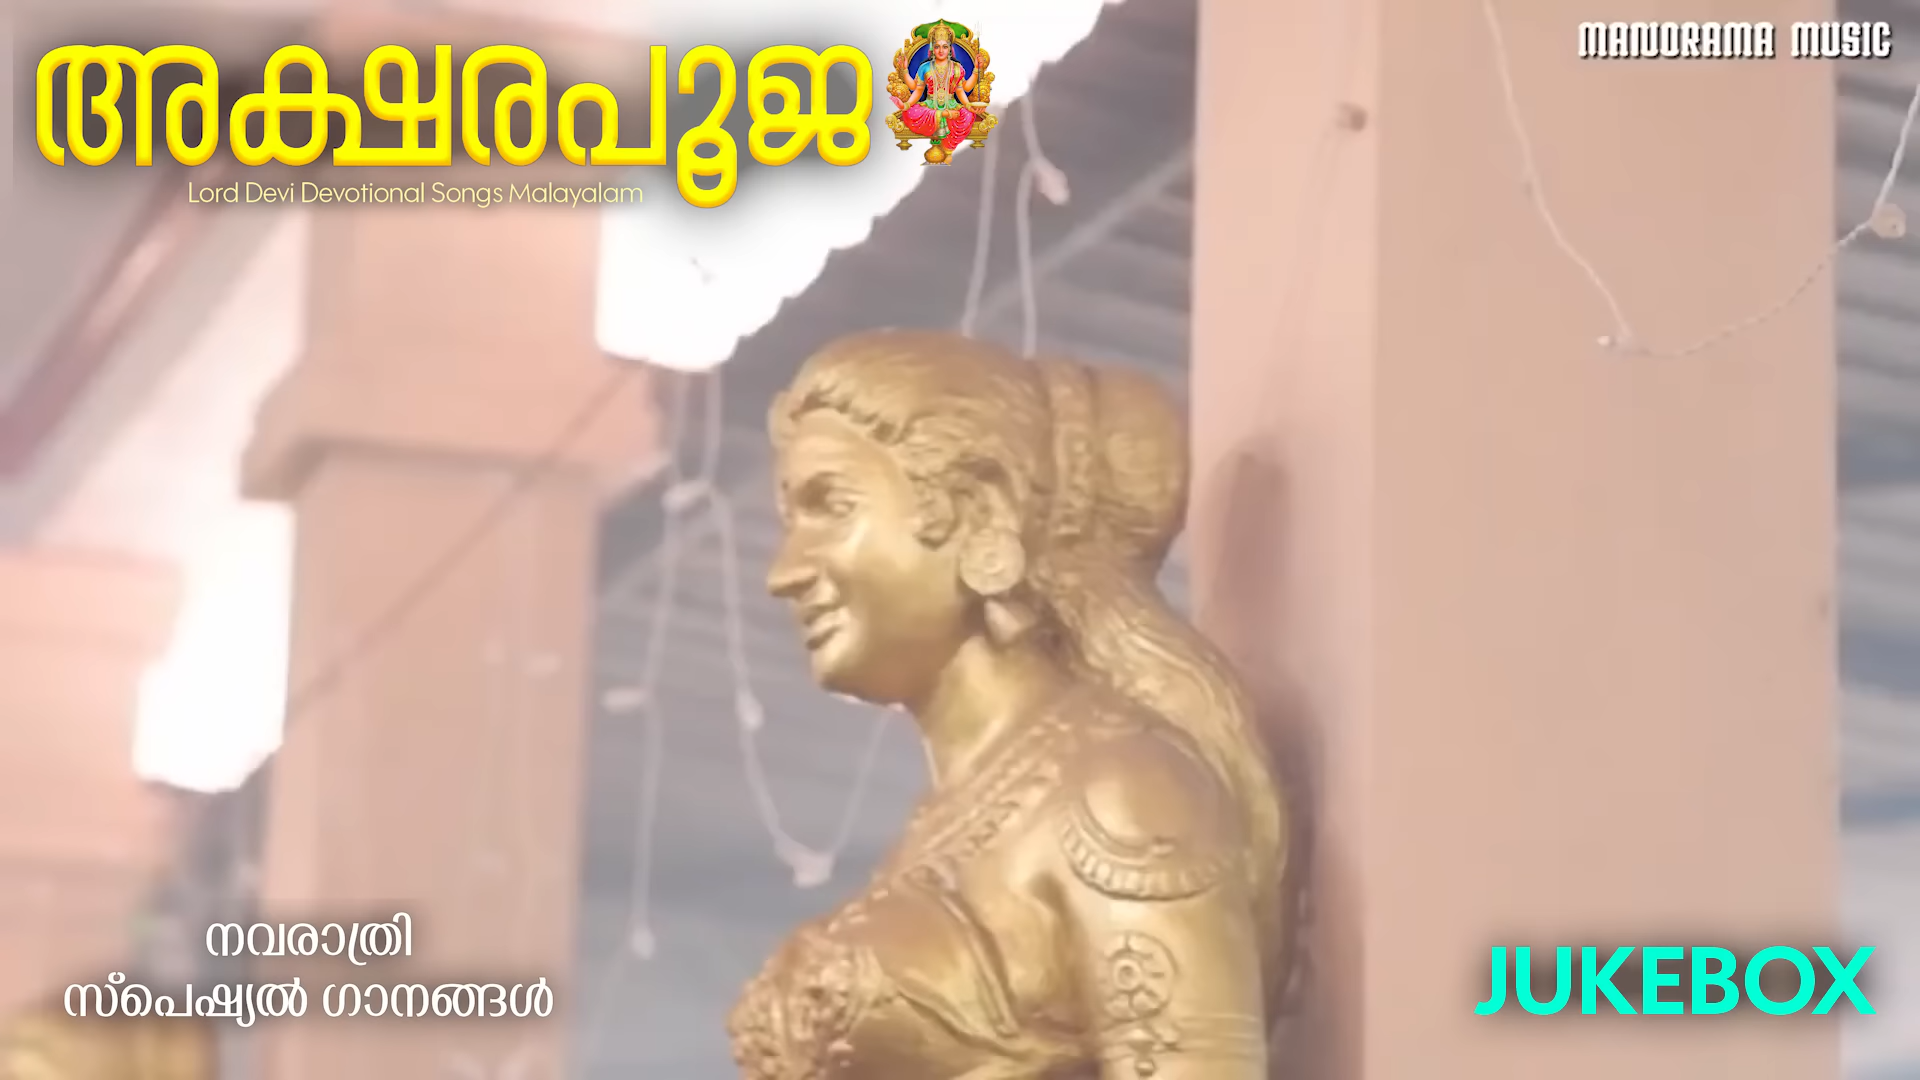 അക്ഷരപൂജ
MANORAMA MUSIC
Lord Devi Devotional Songs Malayalam
നവരാത്രി
സ്പെഷ്യൽ ഗാനങ്ങൾ
JUKEBOX